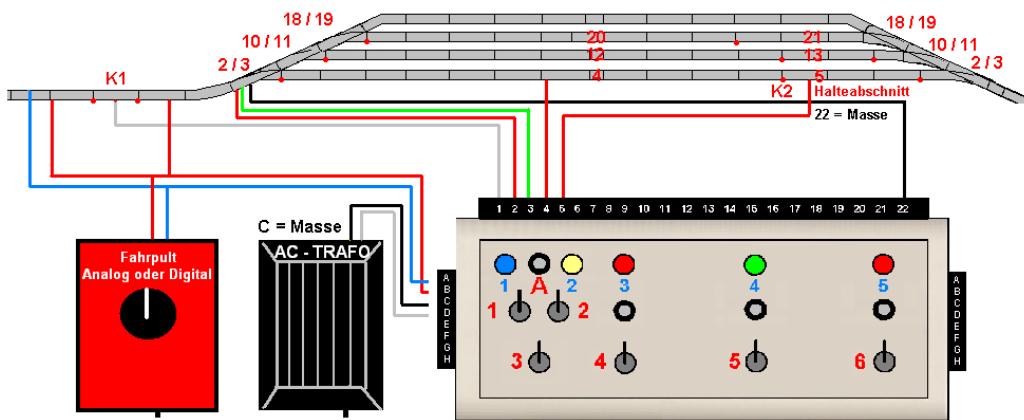 18 / 19
18 / 19
10 / 11
20
21
10 / 11
12
13
2 / 3
4
5
2 / 3
K1
K2 Halteabschnitt
22 = Masse
C = Masse
1 2 3 4 5 6 7 8 9 10 11 12 13 14 15 16 17 18 19 20 21 22
Fahrpult
Analog oder Digital
AC - TRAFO
A
B
C
D
E
F
G
H
1 A 2 3 4 5
1 2
3 4 5 6
A
B
C
D
E
F
G
H